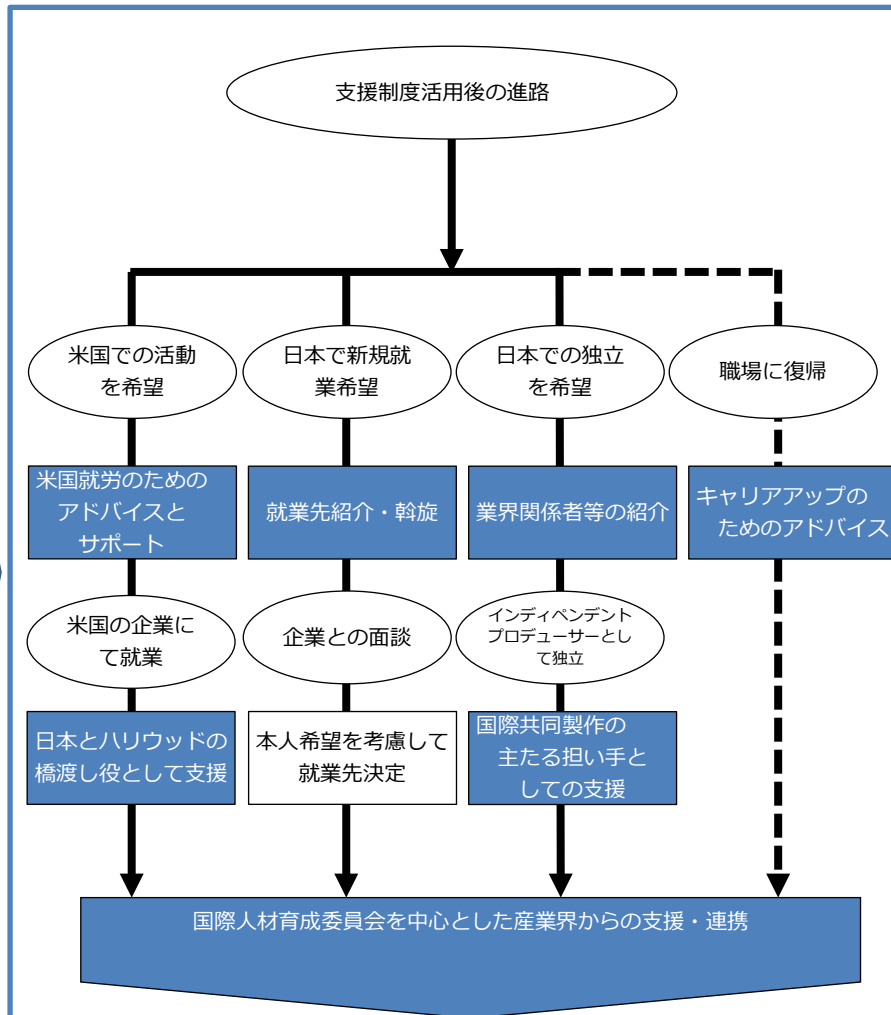 支援制度活用後の進路
米国での活動
を希望
日本で新規就
業希望
日本での独立
を希望
職場に復帰
米国就労のための
アドバイスと
サポート
就業先紹介・斡旋
業界関係者等の紹介
キャリアアップの
ためのアドバイス
米国の企業に
て就業
企業との面談
インディペンデント
プロデューサーとし
て独立
日本とハリウッドの
橋渡し役として支援
本人希望を考慮して
就業先決定
国際共同製作の
主たる担い手と
しての支援
国際人材育成委員会を中心とした産業界からの支援・連携